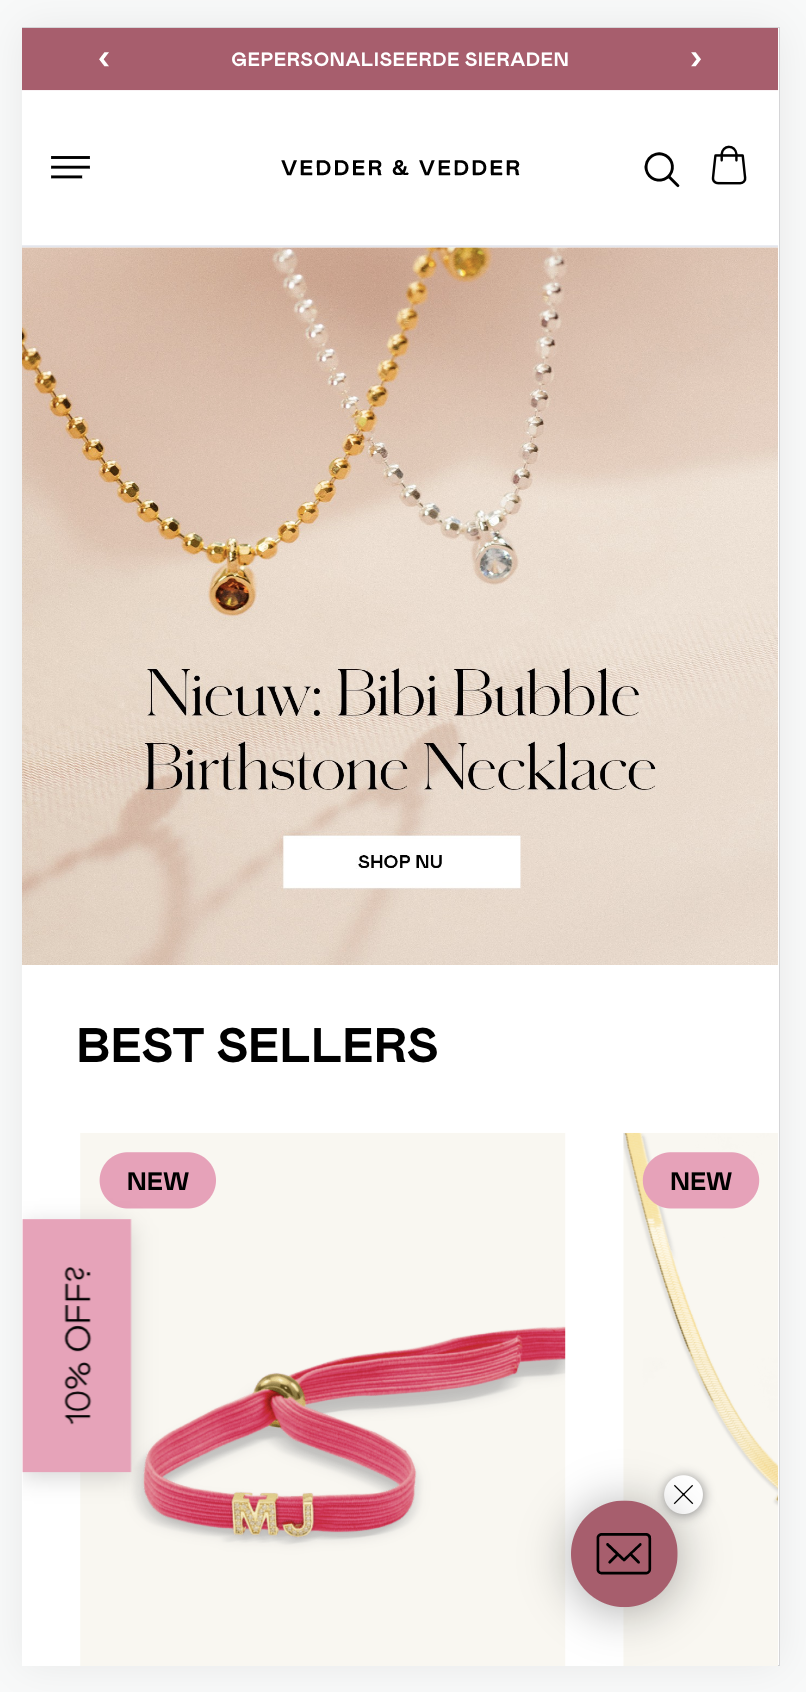 GEPERSONALISEERDE SIERADEN
VEDDER & VEDDER
Nieuw: Bibi Bubble
Birthstone Necklace
SHOP NU
BEST SELLERS
NEW
NEW
10% OFF?
MJ